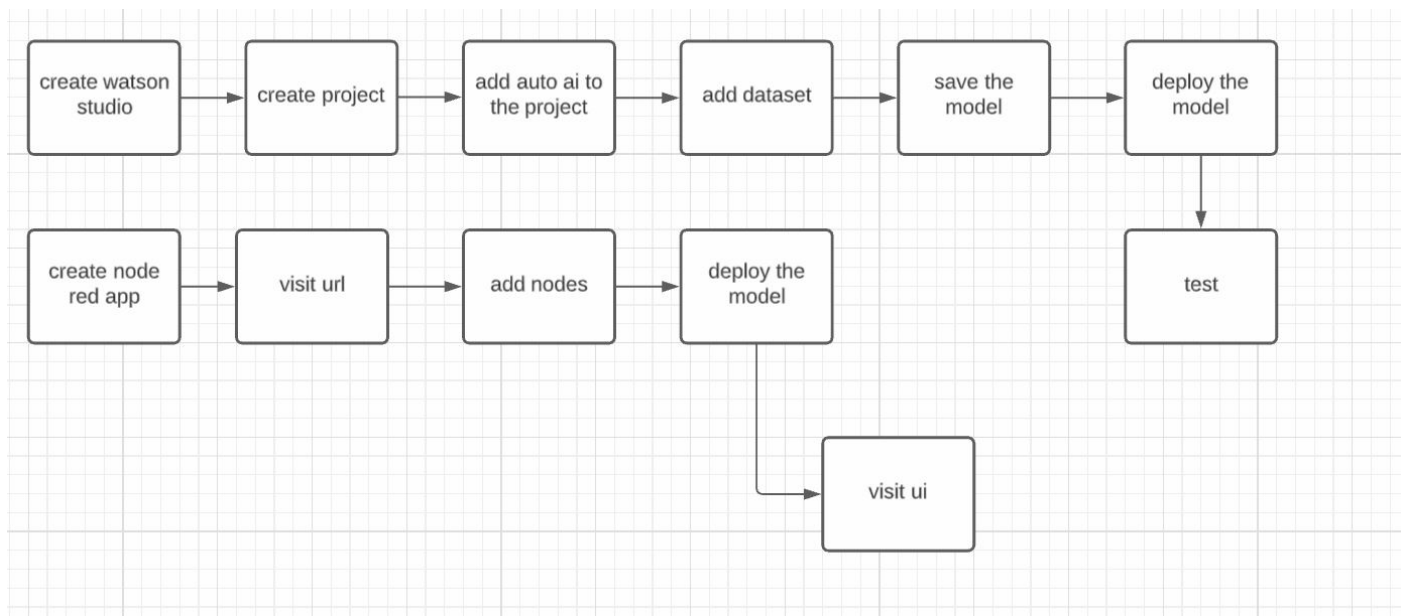 create watson
studio
create project
add auto ai to
the project
add dataset
save the
model
deploy the
model
create node
red app
visit url
add nodes
deploy the
model
test
visit ui